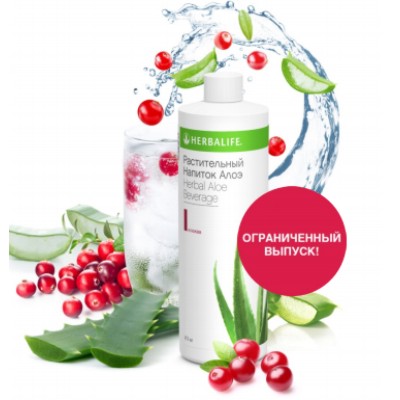 HERBALIFE.
Растительный
Напиток Алоэ
Herbal Aloe
Beverage
ОГРАНИЧЕННЫЙ
ВЫПУСК!